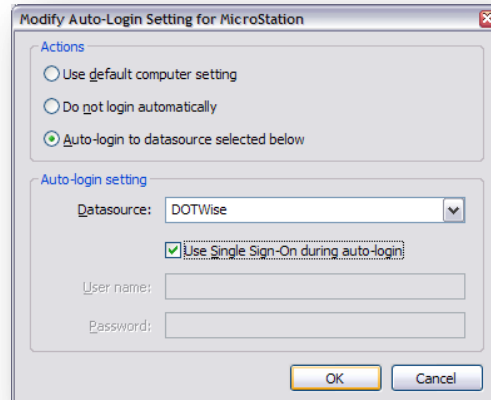 Modify Auto-Login Setting for MicroStation
Actions
Use default computer setting
Do not login automatically
Auto-login to datasource selected below
Auto-login setting
Datasource: DOTWise
Use Single Sign-On during auto-login
User name:
Password:
OK Cancel